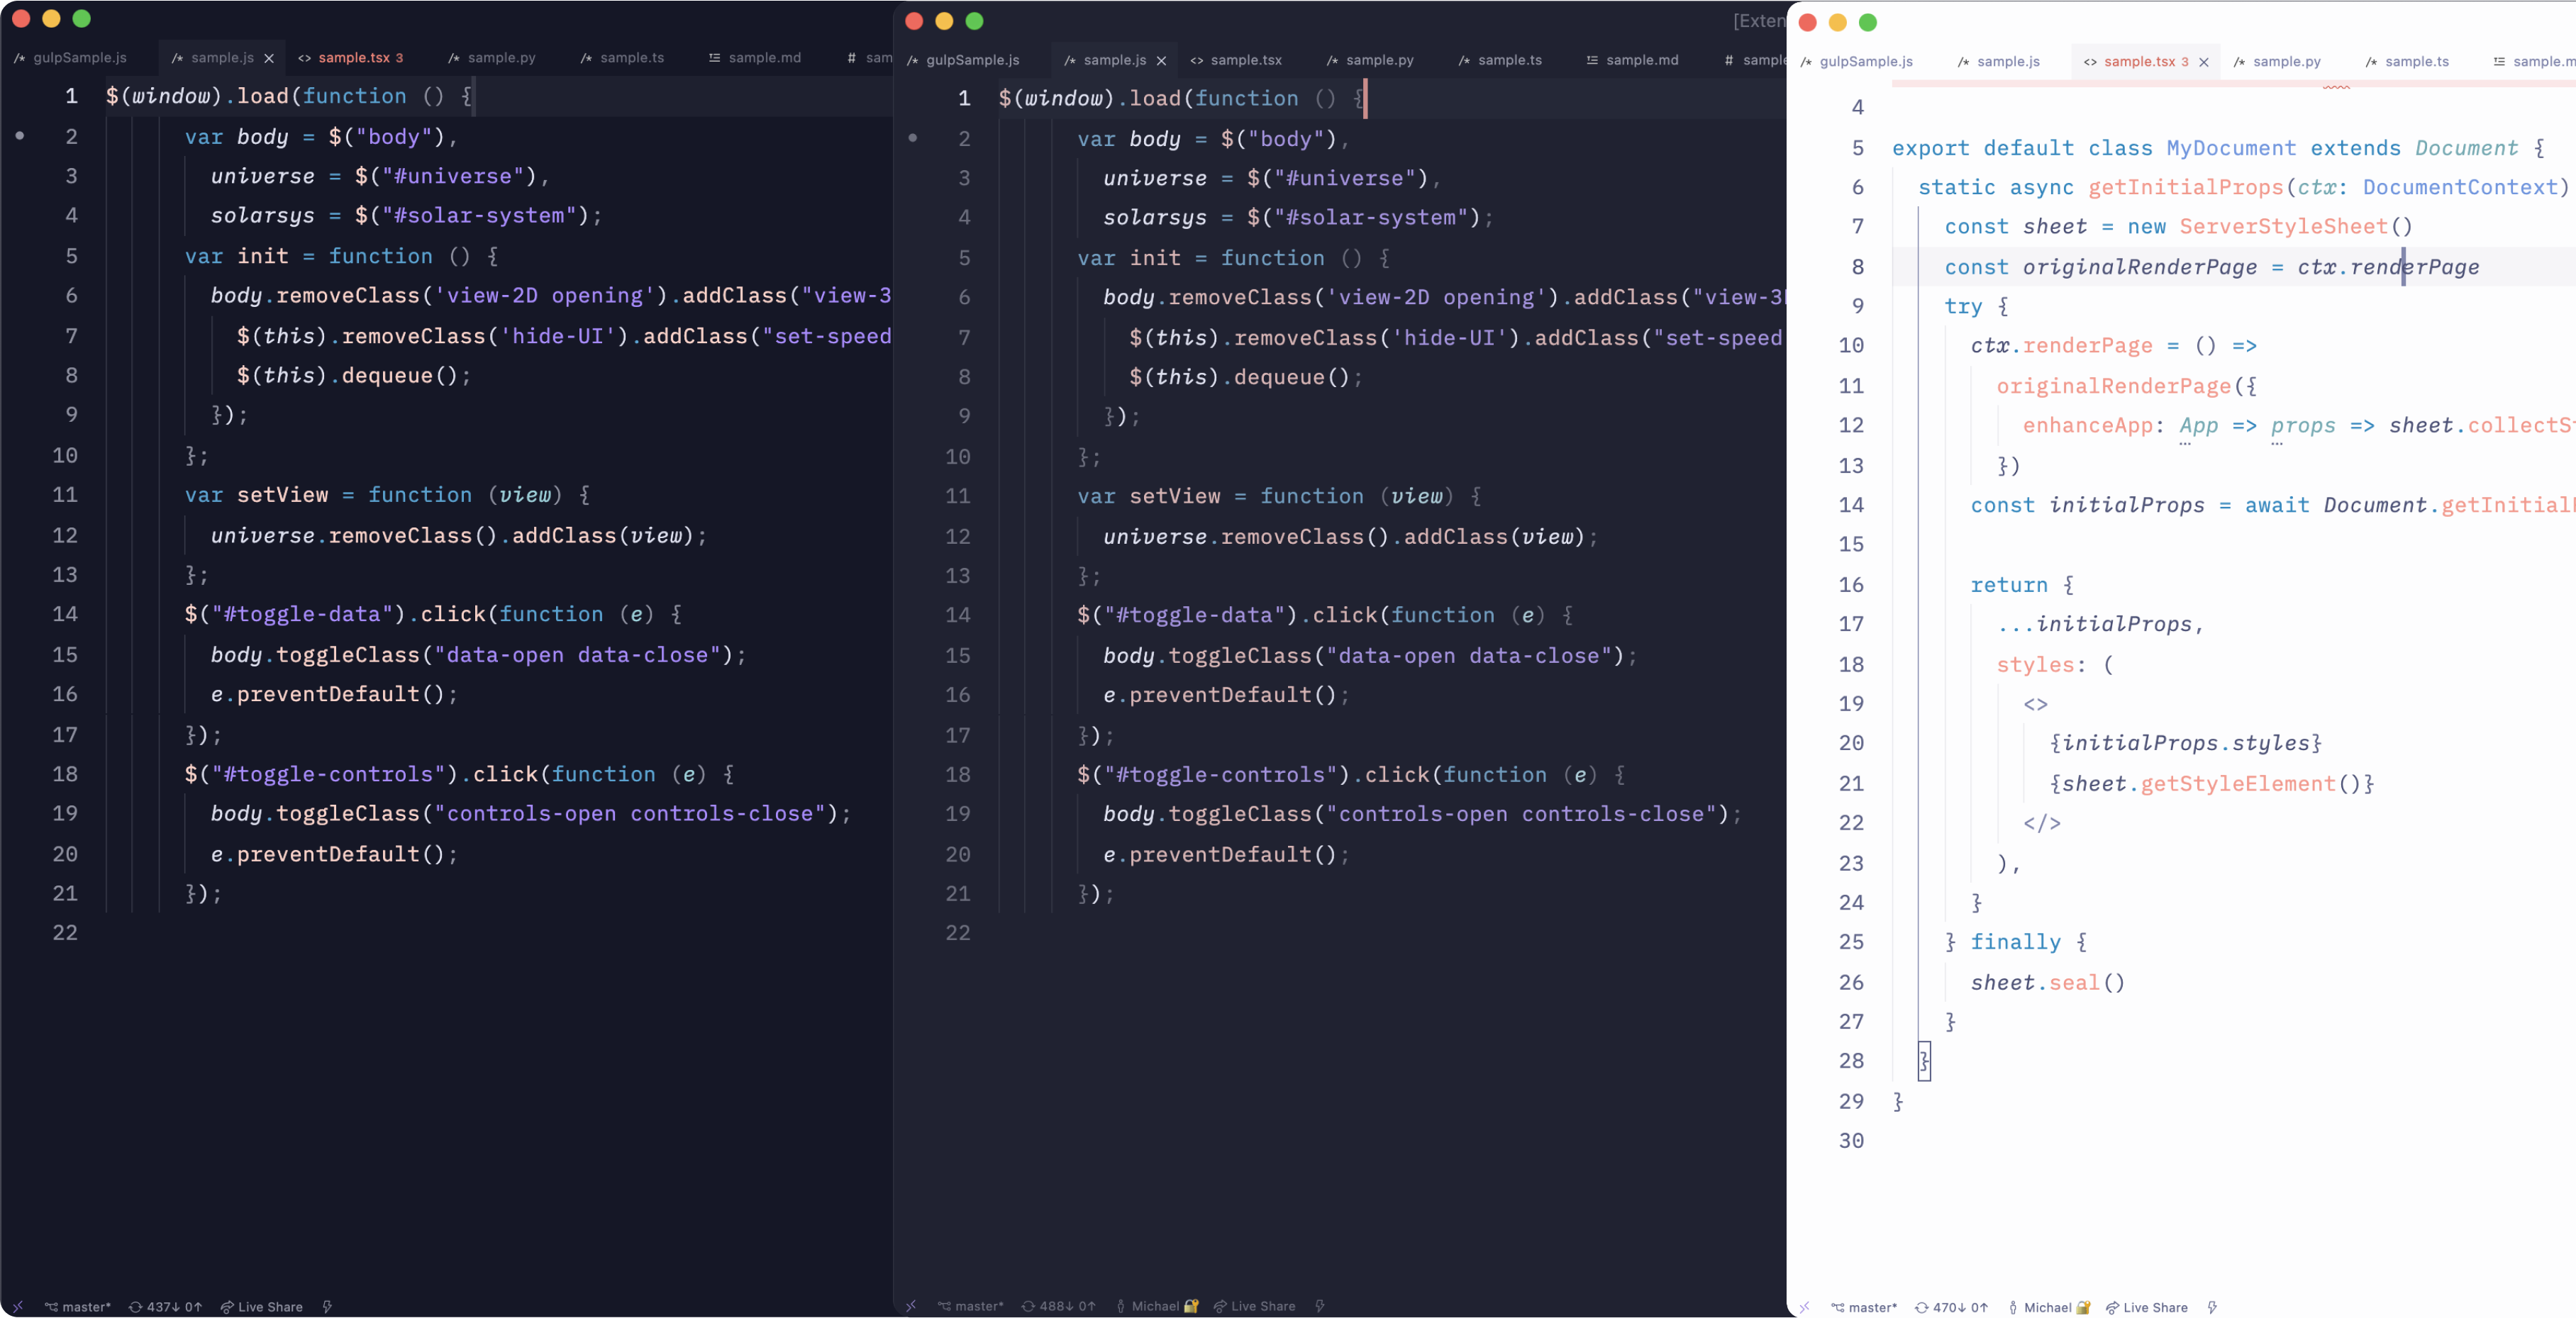 gulpSample.js sample.js sample.tsx 3 sample.py sample.ts sample.md # sam
1 $(window).load(function () {
2 var body = $("body"),
3 universe = $("#universe"),
4 solarsys = $("#solar-system");
5 var init = function () {
6 body.removeClass('view-2D opening').addClass("view-3
7 $(this).removeClass('hide-UI').addClass("set-speed
8 $(this).dequeue();
9 });
10 };
11 var setView = function (view) {
12 universe.removeClass().addClass(view);
13 };
14 $("#toggle-data").click(function (e) {
15 body.toggleClass("data-open data-close");
16 e.preventDefault();
17 });
18 $("#toggle-controls").click(function (e) {
19 body.toggleClass("controls-open controls-close");
20 e.preventDefault();
21 });
22
master* 437↓ 0↑ Live Share
[Exten
gulpSample.js sample.js sample.tsx sample.py sample.ts sample.md # sample
1 $(window).load(function () {
2 var body = $("body"),
3 universe = $("#universe"),
4 solarsys = $("#solar-system");
5 var init = function () {
6 body.removeClass('view-2D opening').addClass("view-3
7 $(this).removeClass('hide-UI').addClass("set-speed
8 $(this).dequeue();
9 });
10 };
11 var setView = function (view) {
12 universe.removeClass().addClass(view);
13 };
14 $("#toggle-data").click(function (e) {
15 body.toggleClass("data-open data-close");
16 e.preventDefault();
17 });
18 $("#toggle-controls").click(function (e) {
19 body.toggleClass("controls-open controls-close");
20 e.preventDefault();
21 });
22
master* 488↓ 0↑ Michael 🔐 Live Share
gulpSample.js sample.js sample.tsx 3 sample.py sample.ts sample.m
4
5 export default class MyDocument extends Document {
6 static async getInitialProps(ctx: DocumentContext)
7 const sheet = new ServerStyleSheet()
8 const originalRenderPage = ctx.renderPage
9 try {
10 ctx.renderPage = () =>
11 originalRenderPage({
12 enhanceApp: App => props => sheet.collectS
13 })
14 const initialProps = await Document.getInitial
15
16 return {
17 ...initialProps,
18 styles: (
19 <>
20 {initialProps.styles}
21 {sheet.getStyleElement()}
22 </>
23 ),
24 }
25 } finally {
26 sheet.seal()
27 }
28 }
29 }
30
master* 470↓ 0↑ Michael 🔐 Live Share